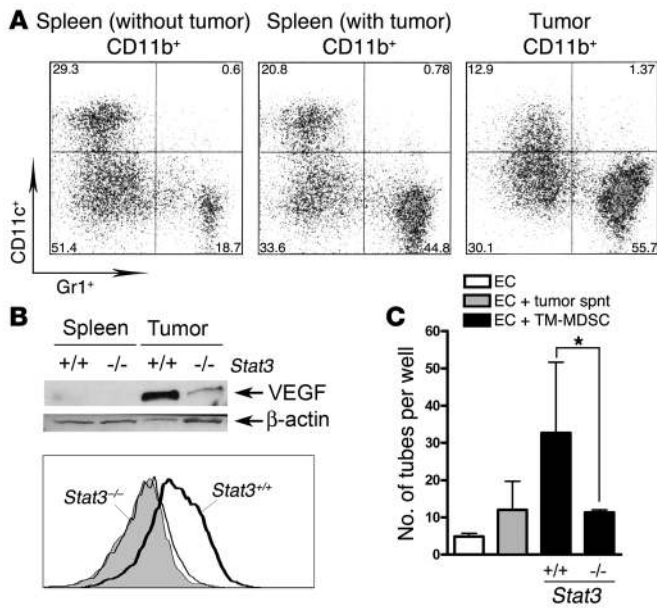 A
Spleen (without tumor)
CD11b⁺
Spleen (with tumor)
CD11b⁺
Tumor
CD11b⁺
29.3 0.6
51.4 18.7
20.8 0.78
33.6 44.8
12.9 1.37
30.1 55.7
CD11c⁺
Gr1⁺
B
Spleen Tumor
+/+ -/- +/+ -/- Stat3
VEGF
β-actin
Stat3⁻/⁻ Stat3⁺/⁺
C
EC
EC + tumor spnt
EC + TM-MDSC
No. of tubes per well
60
50
40
30
20
10
0
*
+/+ -/-
Stat3